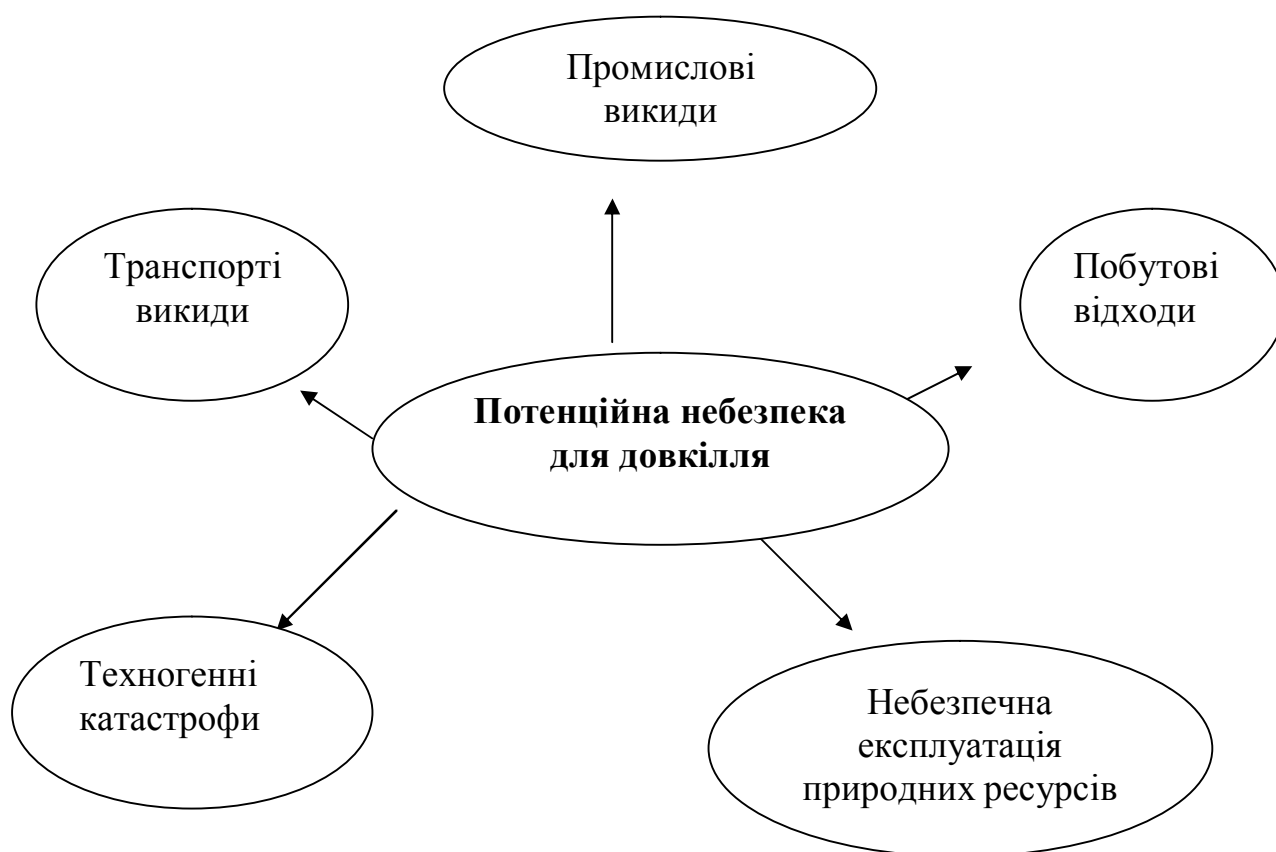 Промислові
викиди
Транспорті
викиди
Побутові
відходи
Потенційна небезпека
для довкілля
Техногенні
катастрофи
Небезпечна
експлуатація
природних ресурсів